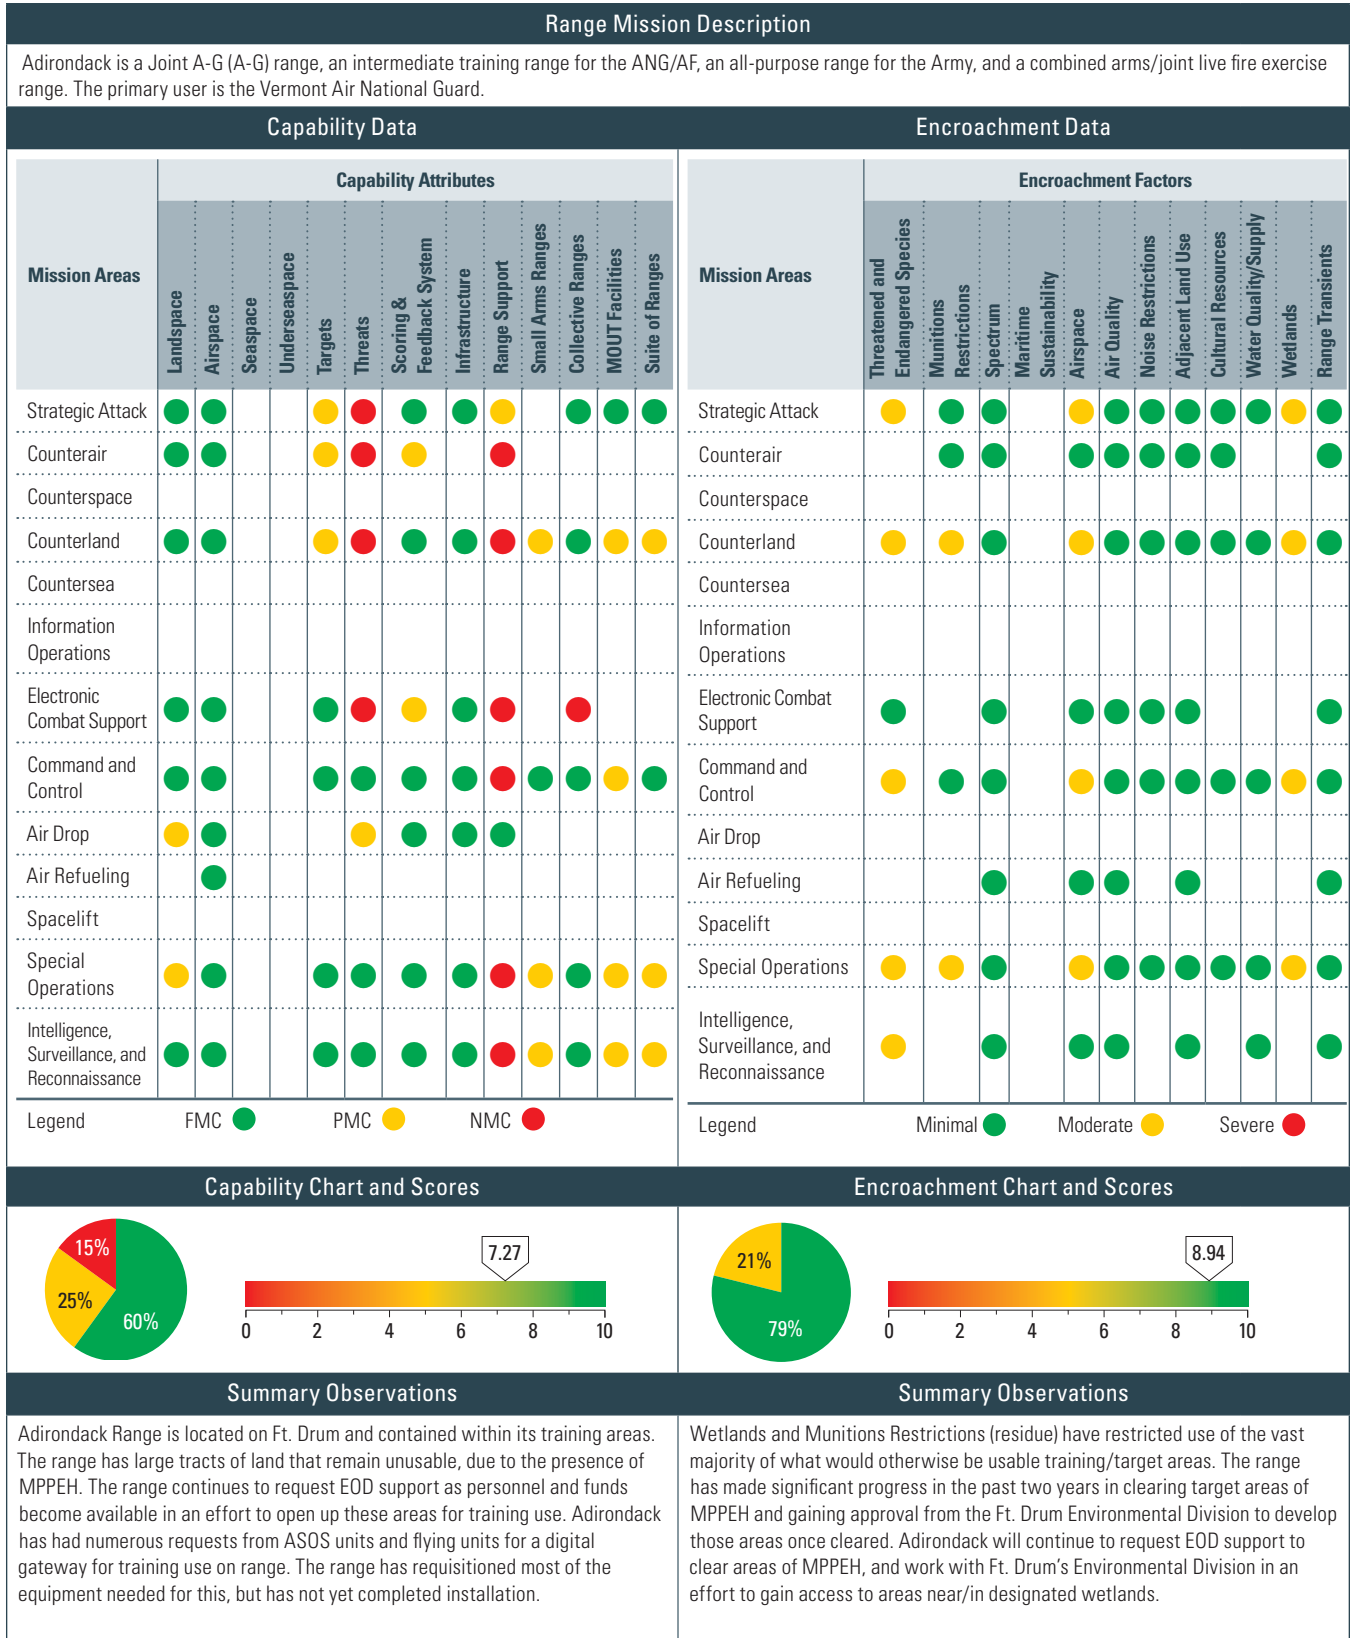 Range Mission Description
Adirondack is a Joint A-G (A-G) range, an intermediate training range for the ANG/AF, an all-purpose range for the Army, and a combined arms/joint live fire exercise
range. The primary user is the Vermont Air National Guard.
Capability Data
Mission Areas
Capability Attributes
Landspace
Airspace
Seaspace
Underseaspace
Targets
Threats
Scoring &
Feedback System
Infrastructure
Range Support
Small Arms Ranges
Collective Ranges
MOUT Facilities
Suite of Ranges
Strategic Attack
Counterair
Counterspace
Counterland
Countersea
Information
Operations
Electronic
Combat Support
Command and
Control
Air Drop
Air Refueling
Spacelift
Special
Operations
Intelligence,
Surveillance, and
Reconnaissance
Legend
FMC
PMC
NMC
Encroachment Data
Mission Areas
Encroachment Factors
Threatened and
Endangered Species
Munitions
Restrictions
Spectrum
Maritime
Sustainability
Airspace
Air Quality
Noise Restrictions
Adjacent Land Use
Cultural Resources
Water Quality/Supply
Wetlands
Range Transients
Strategic Attack
Counterair
Counterspace
Counterland
Countersea
Information
Operations
Electronic Combat
Support
Command and
Control
Air Drop
Air Refueling
Spacelift
Special Operations
Intelligence,
Surveillance, and
Reconnaissance
Legend
Minimal
Moderate
Severe
Capability Chart and Scores
15%
25%
60%
7.27
0 2 4 6 8 10
Encroachment Chart and Scores
21%
79%
8.94
0 2 4 6 8 10
Summary Observations
Adirondack Range is located on Ft. Drum and contained within its training areas.
The range has large tracts of land that remain unusable, due to the presence of
MPPEH. The range continues to request EOD support as personnel and funds
become available in an effort to open up these areas for training use. Adirondack
has had numerous requests from ASOS units and flying units for a digital
gateway for training use on range. The range has requisitioned most of the
equipment needed for this, but has not yet completed installation.
Summary Observations
Wetlands and Munitions Restrictions (residue) have restricted use of the vast
majority of what would otherwise be usable training/target areas. The range
has made significant progress in the past two years in clearing target areas of
MPPEH and gaining approval from the Ft. Drum Environmental Division to develop
those areas once cleared. Adirondack will continue to request EOD support to
clear areas of MPPEH, and work with Ft. Drum's Environmental Division in an
effort to gain access to areas near/in designated wetlands.